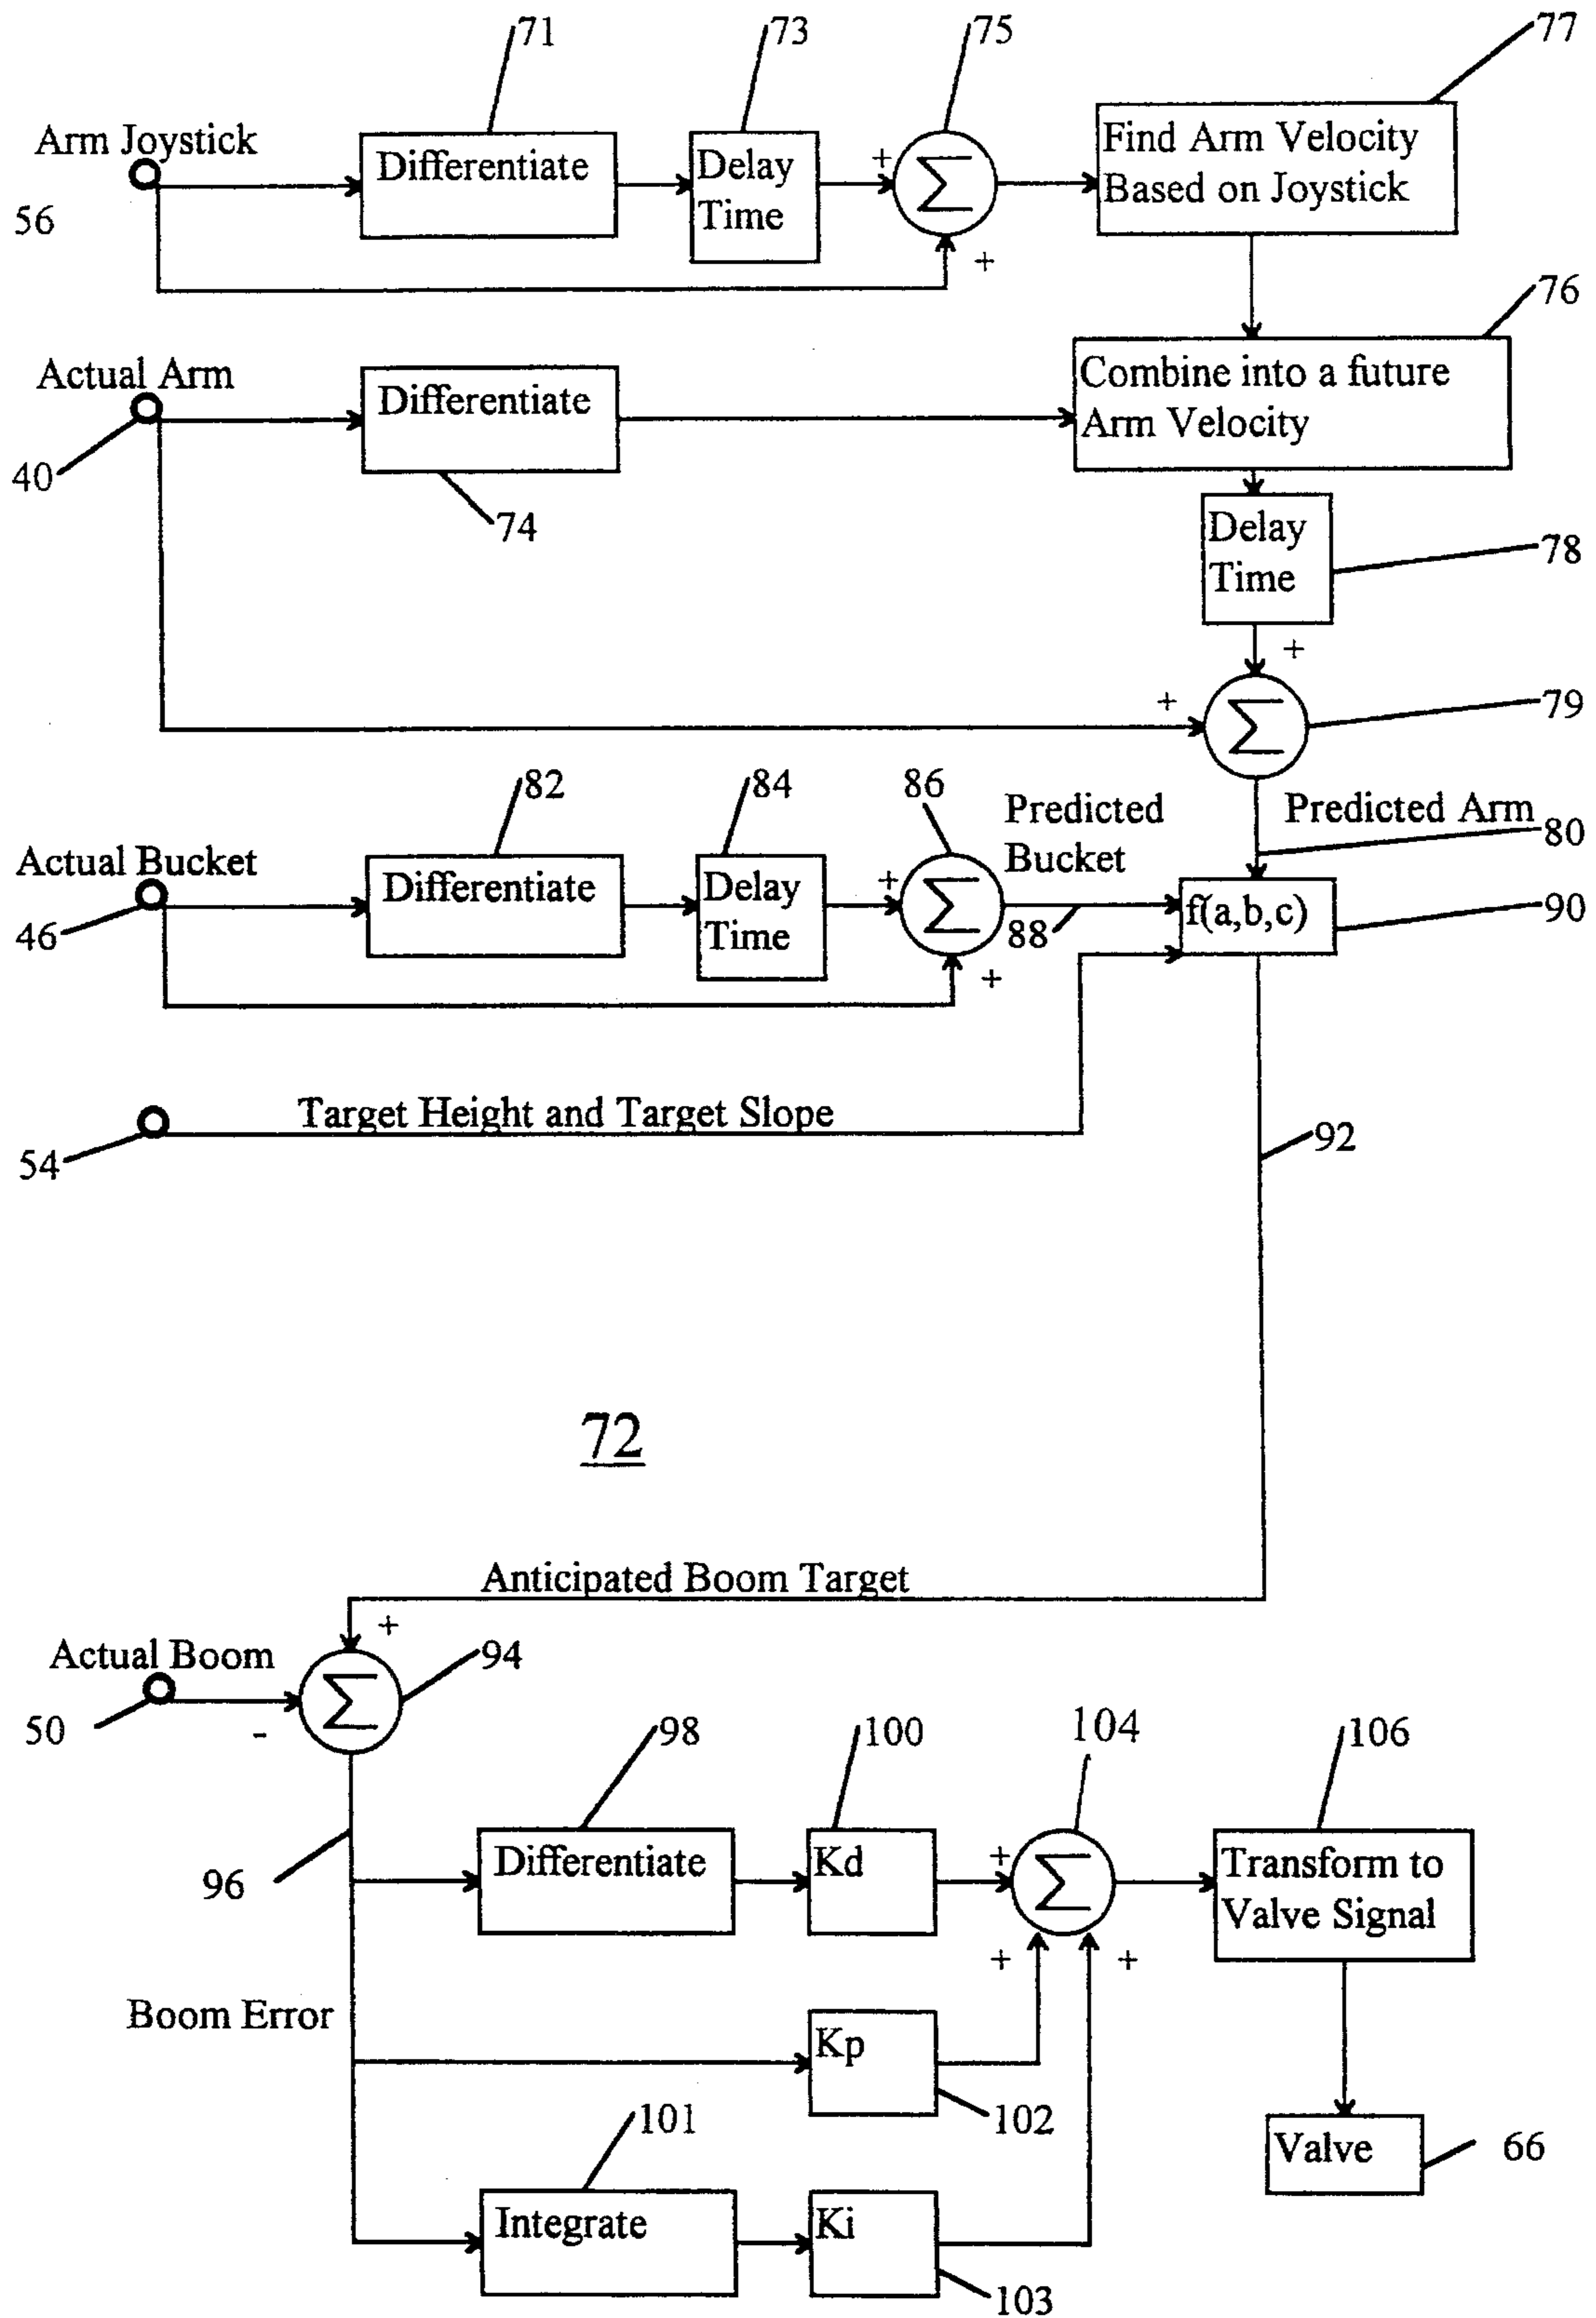 71
73
75
77
Arm Joystick
56
Differentiate
Delay
Time
+
Σ
+
Find Arm Velocity
Based on Joystick
76
Actual Arm
40
Differentiate
74
Combine into a future
Arm Velocity
Delay
Time
78
+
+
Σ
79
82
84
86
Predicted
Bucket
Predicted Arm
80
Actual Bucket
46
Differentiate
Delay
Time
+
Σ
+
88
f(a,b,c)
90
Target Height and Target Slope
54
92
72
Anticipated Boom Target
+
Actual Boom
50
-
Σ
94
98
100
104
106
96
Differentiate
Kd
+
Σ
+
+
Transform to
Valve Signal
Boom Error
Kp
102
101
Integrate
Ki
103
Valve
66